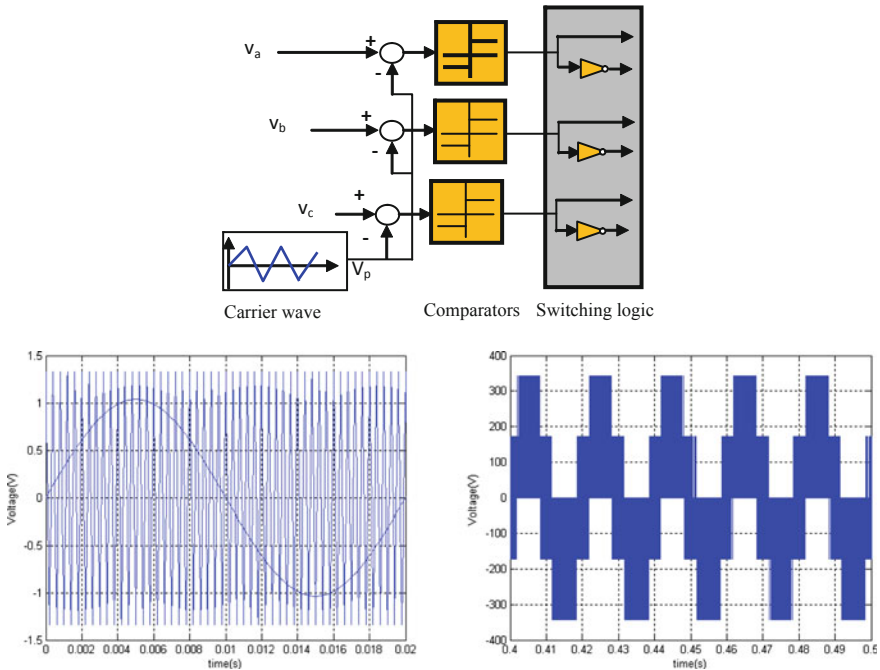 v_a
+
-
v_b
+
-
v_c
+
-
V_p
Carrier wave
Comparators
Switching logic
Voltage(V)
1.5
1
0.5
0
-0.5
-1
-1.5
0 0.002 0.004 0.006 0.008 0.01 0.012 0.014 0.016 0.018 0.02
time(s)
Voltage(V)
400
300
200
100
0
-100
-200
-300
-400
0.4 0.41 0.42 0.43 0.44 0.45 0.46 0.47 0.48 0.49 0.5
time(s)